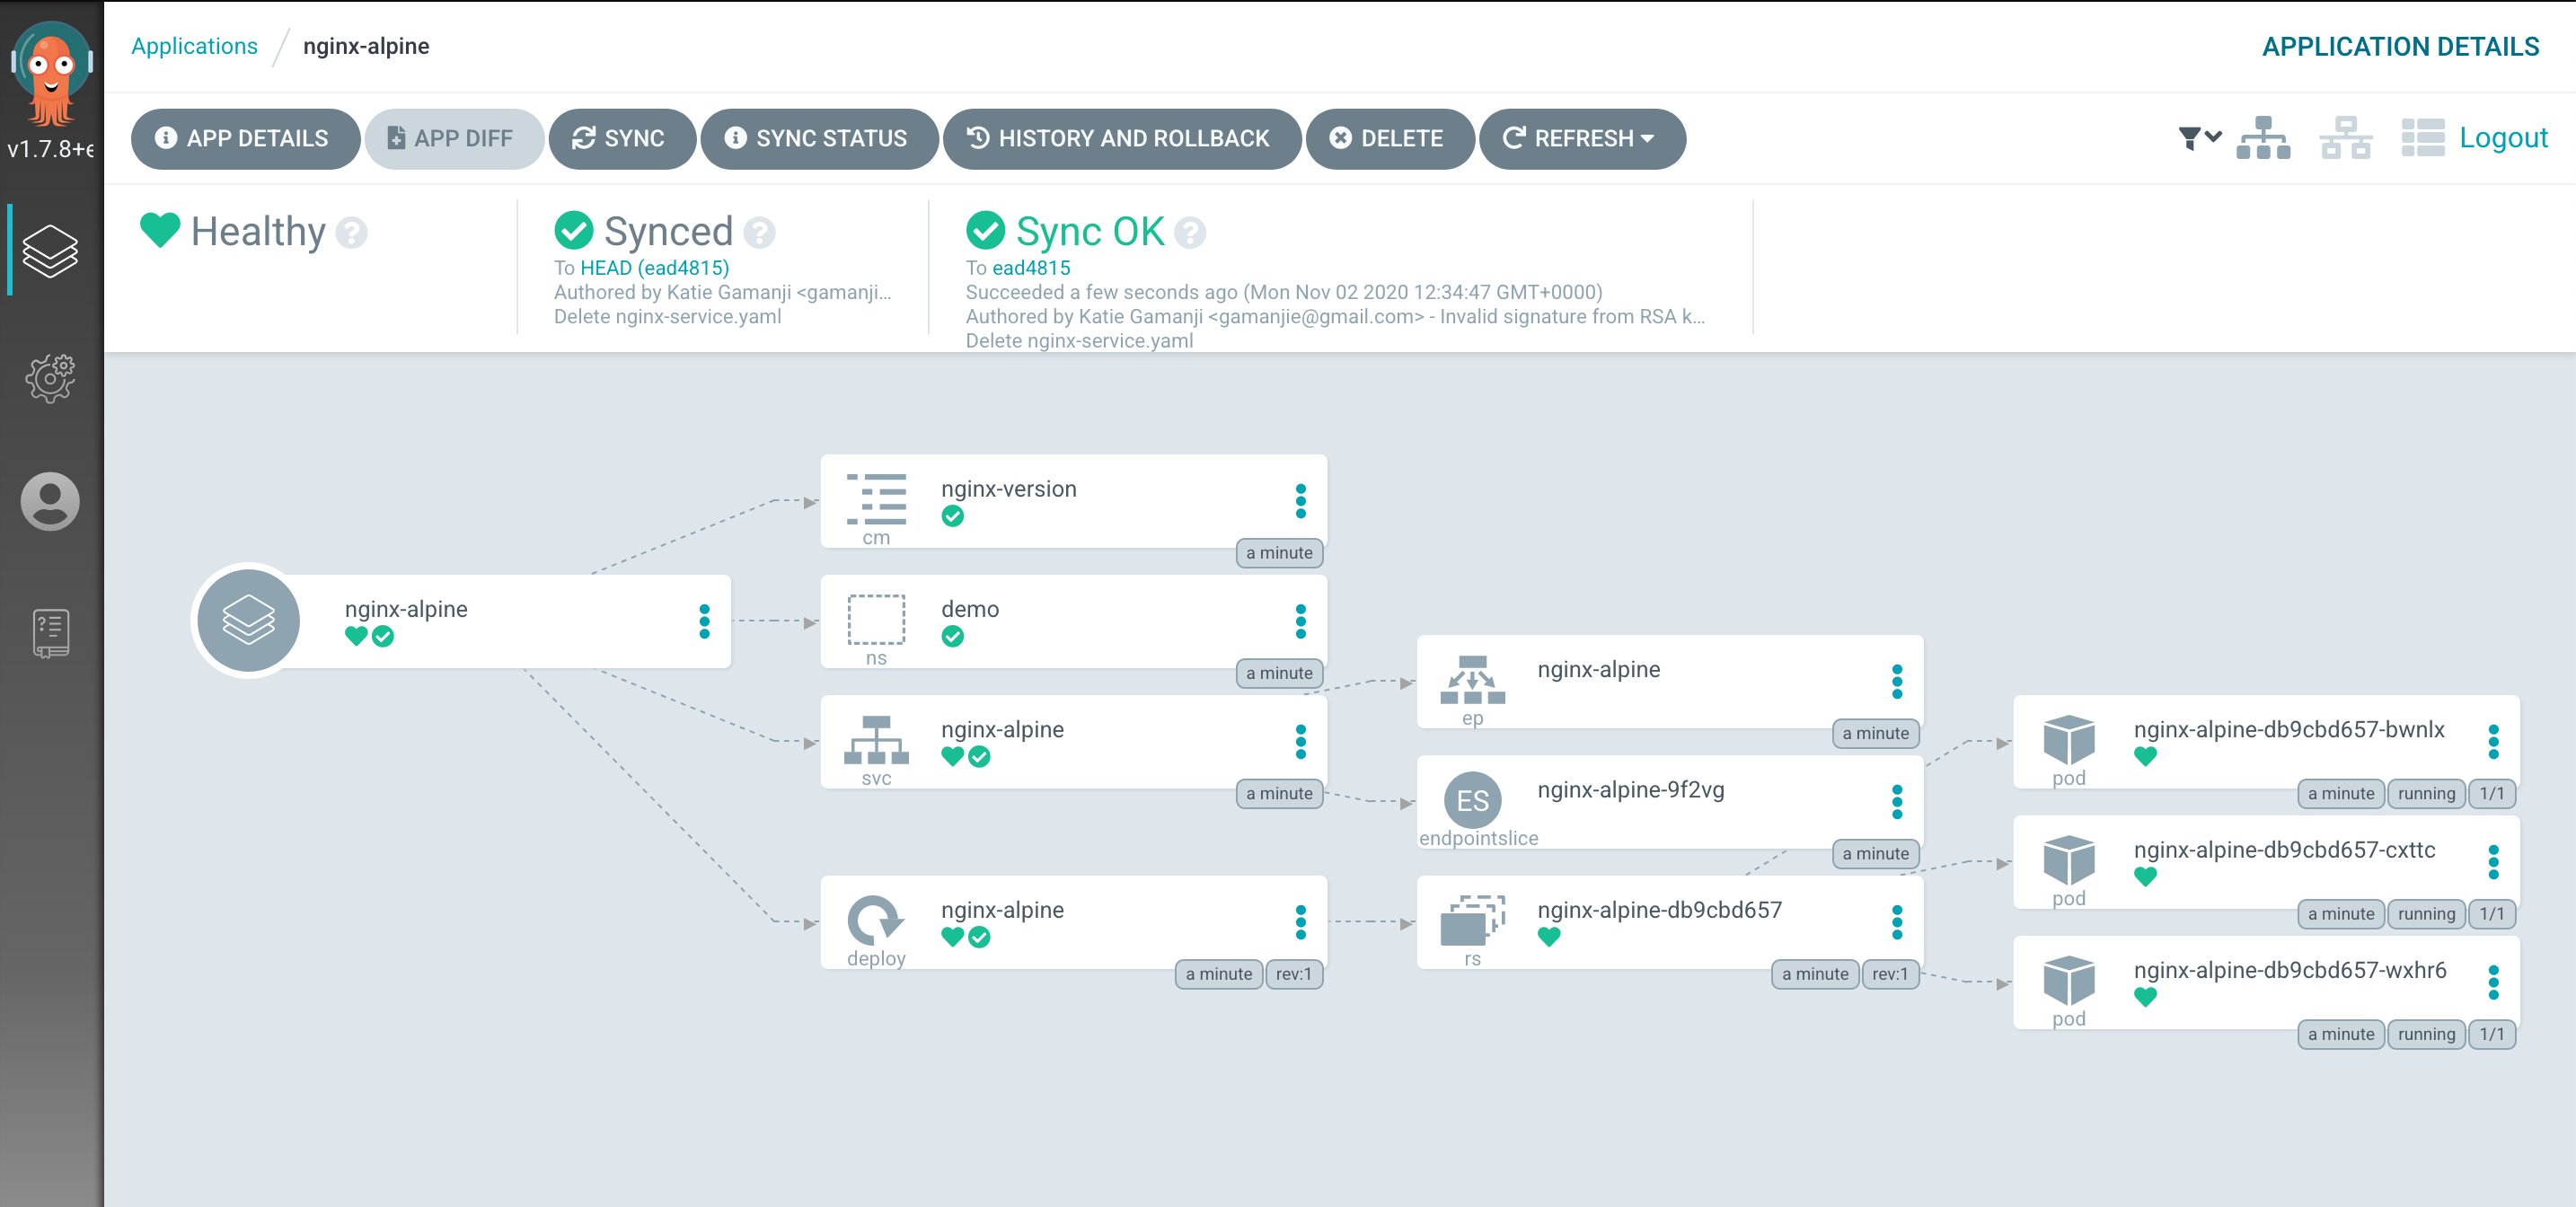 Applications / nginx-alpine
APPLICATION DETAILS
v1.7.8+e
APP DETAILS
APP DIFF
SYNC
SYNC STATUS
HISTORY AND ROLLBACK
DELETE
REFRESH
Logout
Healthy ?
Synced ?
To HEAD (ead4815)
Authored by Katie Gamanji <gamanji...
Delete nginx-service.yaml
Sync OK ?
To ead4815
Succeeded a few seconds ago (Mon Nov 02 2020 12:34:47 GMT+0000)
Authored by Katie Gamanji <gamanjie@gmail.com> - Invalid signature from RSA k...
Delete nginx-service.yaml
nginx-alpine
nginx-version
cm
a minute
demo
ns
a minute
nginx-alpine
svc
a minute
nginx-alpine
deploy
a minute
rev:1
nginx-alpine
ep
a minute
ES
nginx-alpine-9f2vg
endpointslice
a minute
nginx-alpine-db9cbd657
rs
a minute
rev:1
nginx-alpine-db9cbd657-bwnlx
pod
a minute
running
1/1
nginx-alpine-db9cbd657-cxttc
pod
a minute
running
1/1
nginx-alpine-db9cbd657-wxhr6
pod
a minute
running
1/1